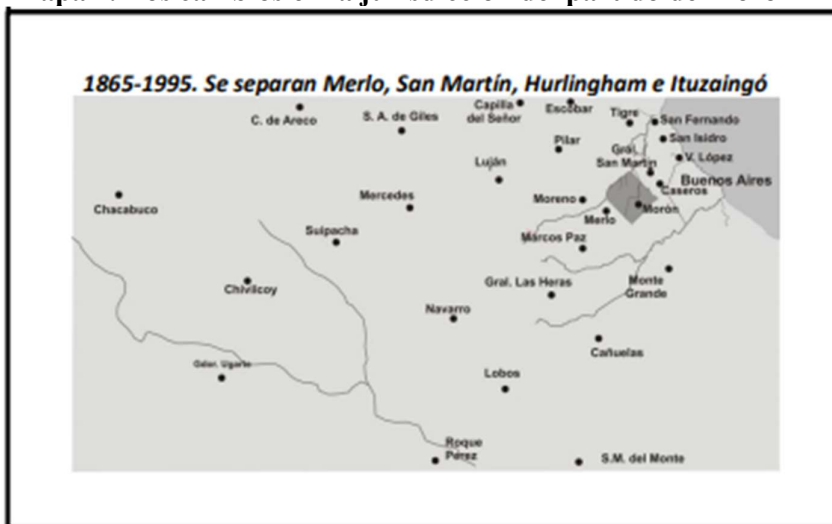 1865-1995. Se separan Merlo, San Martín, Hurlingham e Ituzaingó
C. de Areco
S. A. de Giles
Capilla
del Señor
Escobar
Tigre
San Fernando
San Isidro
Pilar
Gral.
San Martín
V. López
Luján
Buenos Aires
Caseros
Chacabuco
Mercedes
Moreno
Merlo
Morón
Suipacha
Marcos Paz
Chivilcoy
Gral. Las Heras
Monte
Grande
Navarro
Cañuelas
Lobos
Roque
Pérez
S.M. del Monte